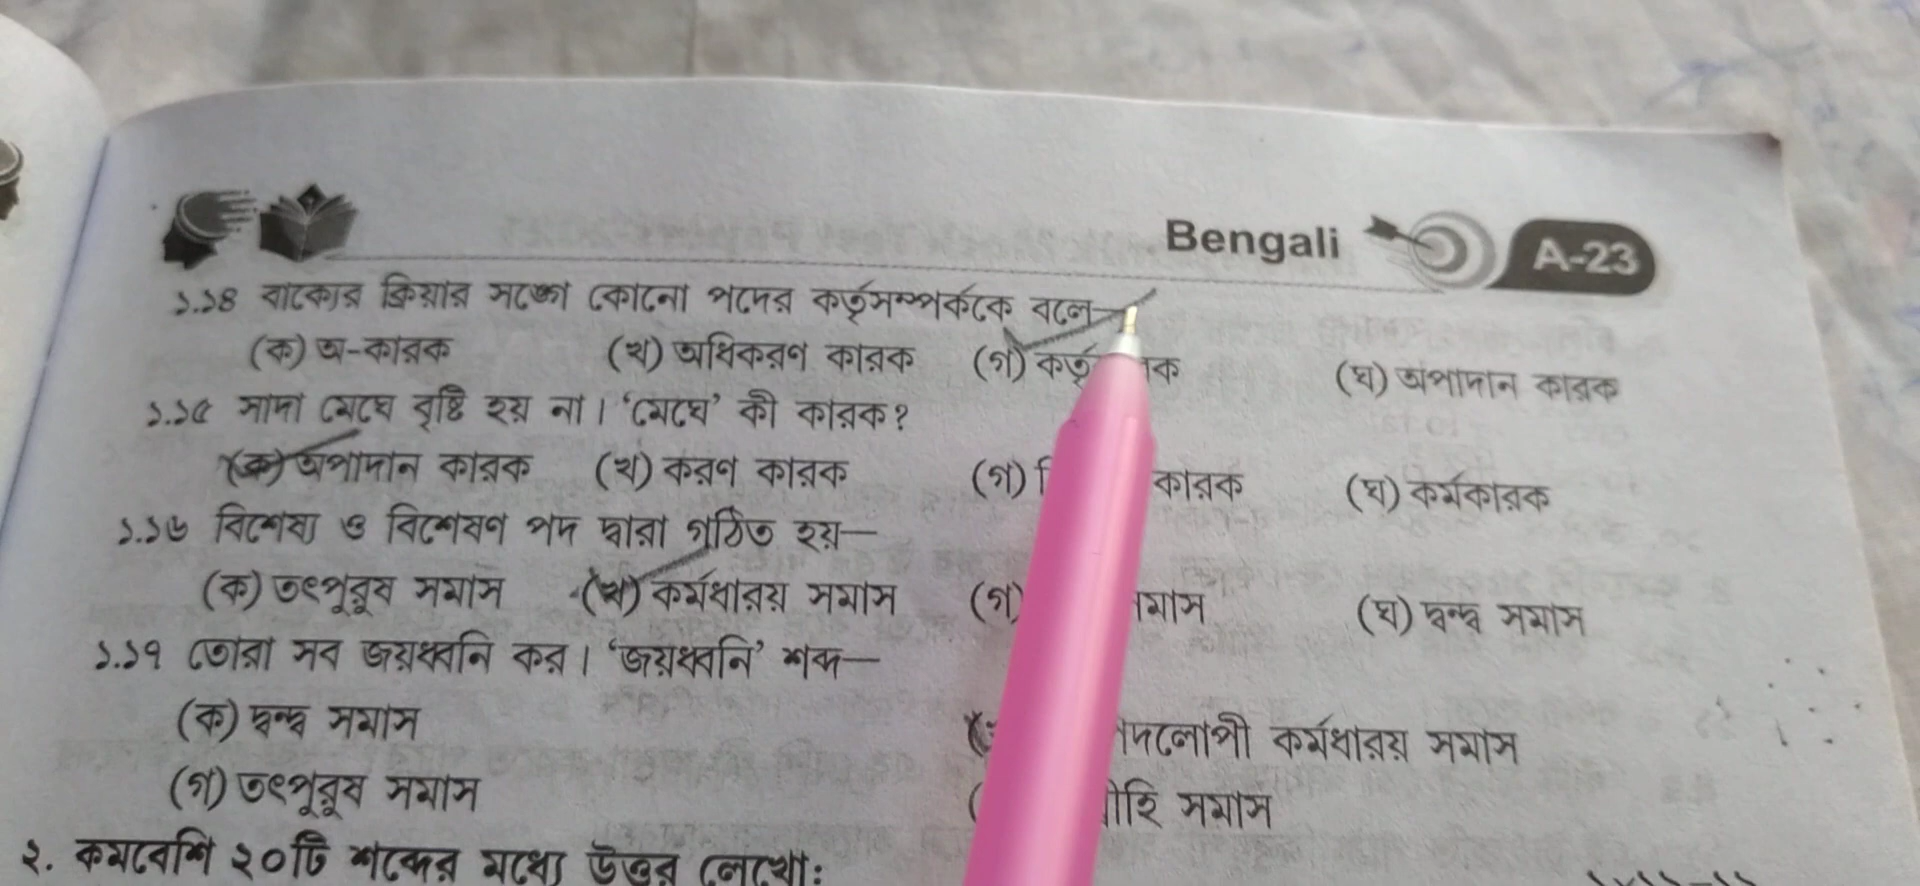 Bengali A-23
১.১৪ বাক্যের ক্রিয়ার সঙ্গে কোনো পদের কর্তৃসম্পর্ককে বলে—
(ক) অ-কারক (খ) অধিকরণ কারক (গ) কর্তৃ ক (ঘ) অপাদান কারক
১.১৫ সাদা মেঘে বৃষ্টি হয় না। ‘মেঘে’ কী কারক?
(ক) অপাদান কারক (খ) করণ কারক (গ) কারক (ঘ) কর্মকারক
১.১৬ বিশেষ্য ও বিশেষণ পদ দ্বারা গঠিত হয়—
(ক) তৎপুরুষ সমাস (খ) কর্মধারয় সমাস (গ) মাস (ঘ) দ্বন্দ্ব সমাস
১.১৭ তোরা সব জয়ধ্বনি কর। ‘জয়ধ্বনি’ শব্দ—
(ক) দ্বন্দ্ব সমাস দলোপী কর্মধারয় সমাস
(গ) তৎপুরুষ সমাস ীহি সমাস
২. কমবেশি ২০টি শব্দের মধ্যে উত্তর লেখো: